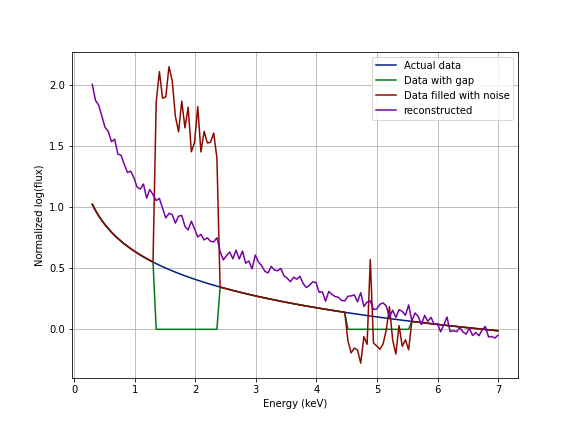 Actual data
Data with gap
Data filled with noise
reconstructed
2.0
1.5
1.0
0.5
0.0
Normalized log(flux)
0 1 2 3 4 5 6 7
Energy (keV)